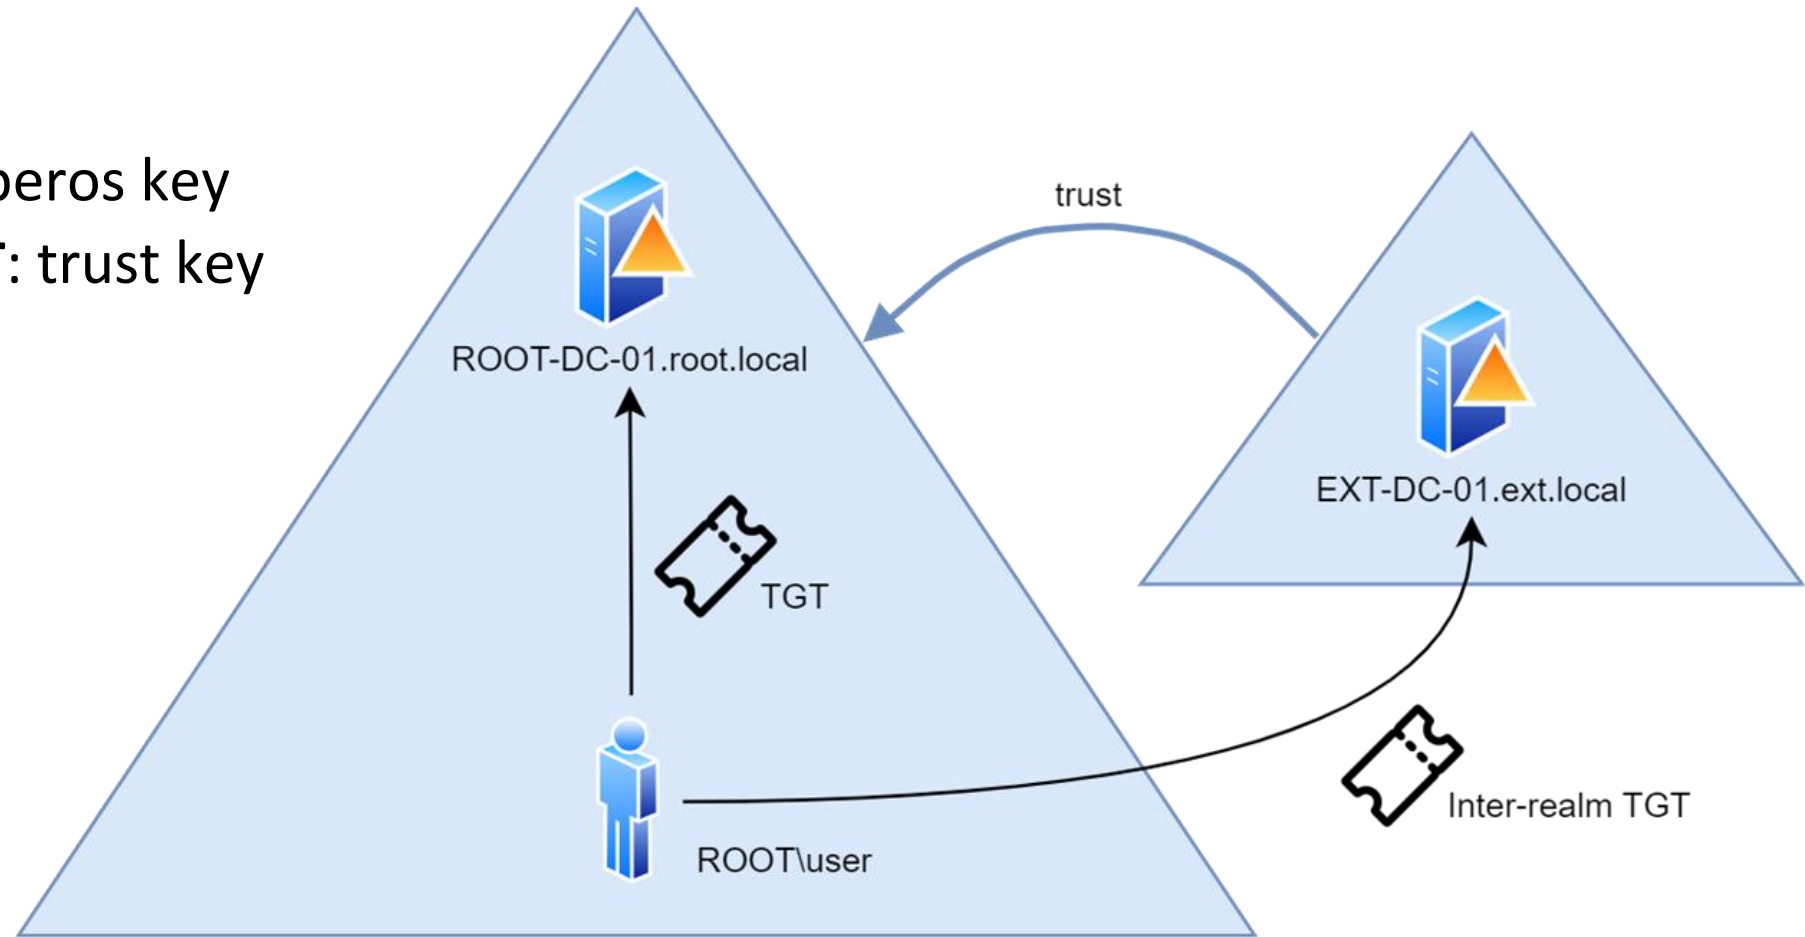 key
: trust key
trust
ROOT-DC-01.root.local
EXT-DC-01.ext.local
TGT
Inter-realm TGT
ROOT\user